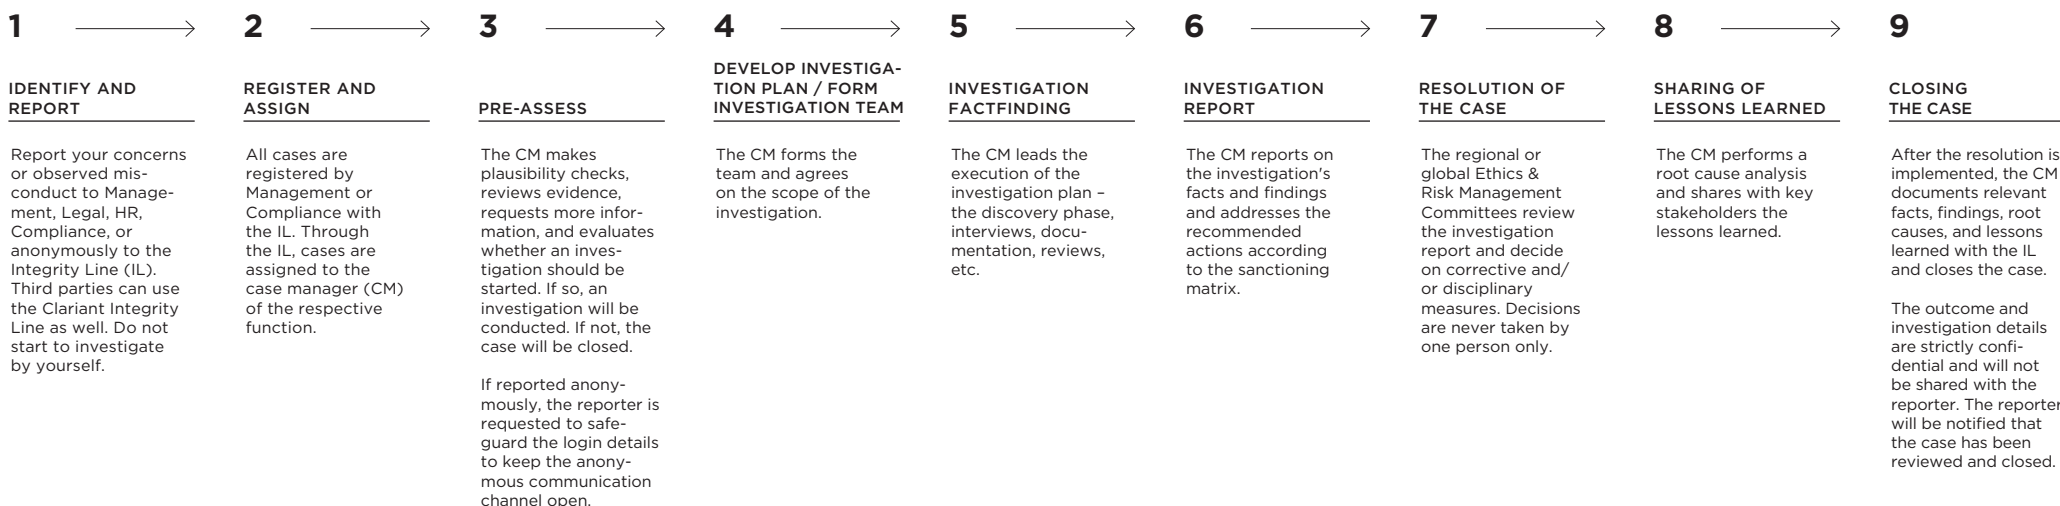 1
IDENTIFY AND
REPORT
Report your concerns
or observed mis-
conduct to Manage-
ment, Legal, HR,
Compliance, or
anonymously to the
Integrity Line (IL).
Third parties can use
the Clariant Integrity
Line as well. Do not
start to investigate
by yourself.
2
REGISTER AND
ASSIGN
All cases are
registered by
Management or
Compliance with
the IL. Through
the IL, cases are
assigned to the
case manager (CM)
of the respective
function.
3
PRE-ASSESS
The CM makes
plausibility checks,
reviews evidence,
requests more infor-
mation, and evaluates
whether an inves-
tigation should be
started. If so, an
investigation will be
conducted. If not, the
case will be closed.
If reported anony-
mously, the reporter is
requested to safe-
guard the login details
to keep the anony-
mous communication
channel open.
4
DEVELOP INVESTIGA-
TION PLAN / FORM
INVESTIGATION TEAM
The CM forms the
team and agrees
on the scope of the
investigation.
5
INVESTIGATION
FACTFINDING
The CM leads the
execution of the
investigation plan –
the discovery phase,
interviews, docu-
mentation, reviews,
etc.
6
INVESTIGATION
REPORT
The CM reports on
the investigation's
facts and findings
and addresses the
recommended
actions according
to the sanctioning
matrix.
7
RESOLUTION OF
THE CASE
The regional or
global Ethics &
Risk Management
Committees review
the investigation
report and decide
on corrective and/
or disciplinary
measures. Decisions
are never taken by
one person only.
8
SHARING OF
LESSONS LEARNED
The CM performs a
root cause analysis
and shares with key
stakeholders the
lessons learned.
9
CLOSING
THE CASE
After the resolution is
implemented, the CM
documents relevant
facts, findings, root
causes, and lessons
learned with the IL
and closes the case.
The outcome and
investigation details
are strictly confi-
dential and will not
be shared with the
reporter. The reporter
will be notified that
the case has been
reviewed and closed.